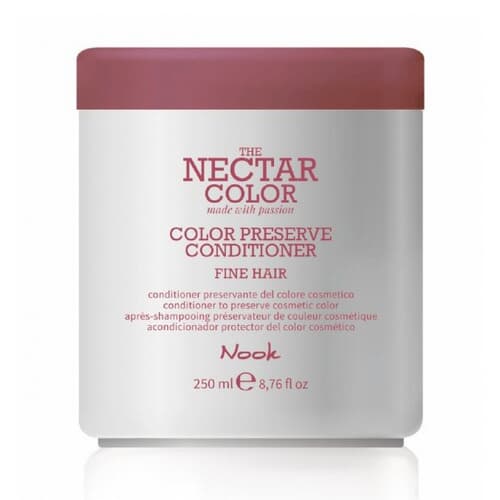 THE
NECTAR
COLOR
made with passion
COLOR PRESERVE
CONDITIONER
FINE HAIR
conditioner preservante del colore cosmetico
conditioner to preserve cosmetic color
après-shampooing préservateur de couleur cosmétique
acondicionador protector del color cosmético
Nook
250 ml ℮ 8,76 fl oz